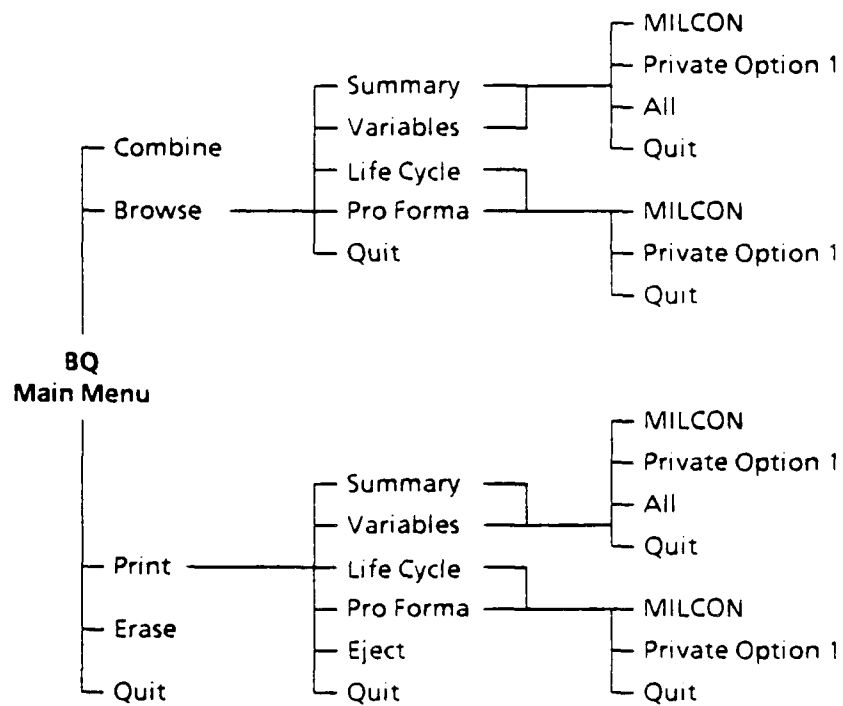 MILCON
Private Option 1
Summary
All
Variables
Quit
Combine
Life Cycle
Browse
Pro Forma
MILCON
Quit
Private Option 1
Quit
BQ
Main Menu
MILCON
Private Option 1
Summary
All
Variables
Quit
Print
Life Cycle
Pro Forma
MILCON
Erase
Eject
Private Option 1
Quit
Quit
Quit